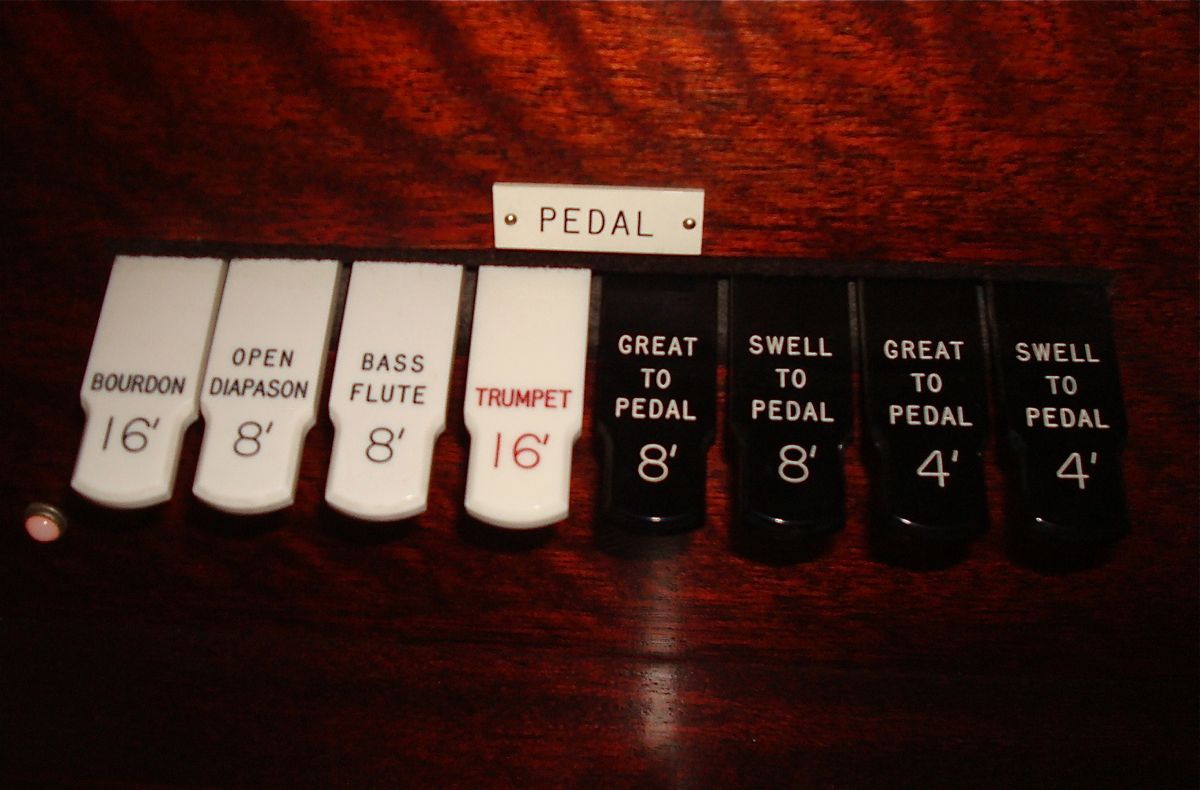 PEDAL
BOURDON
16'
OPEN
DIAPASON
8'
BASS
FLUTE
8'
TRUMPET
16'
GREAT
TO
PEDAL
8'
SWELL
TO
PEDAL
8'
GREAT
TO
PEDAL
4'
SWELL
TO
PEDAL
4'